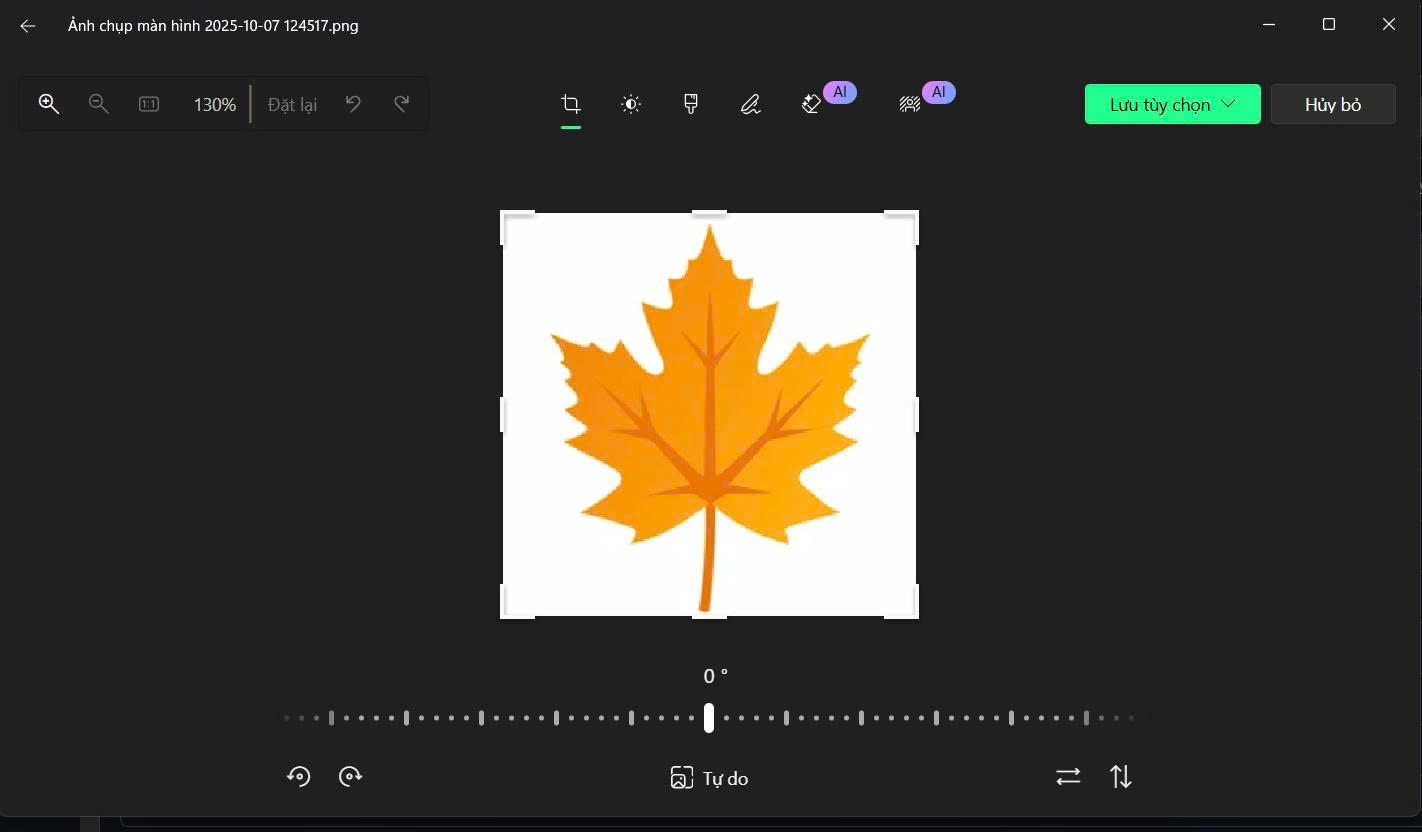 Ảnh chụp màn hình 2025-10-07 124517.png
1:1
130%
Đặt lại
AI
AI
Lưu tùy chọn
Hủy bỏ
0 °
Tự do